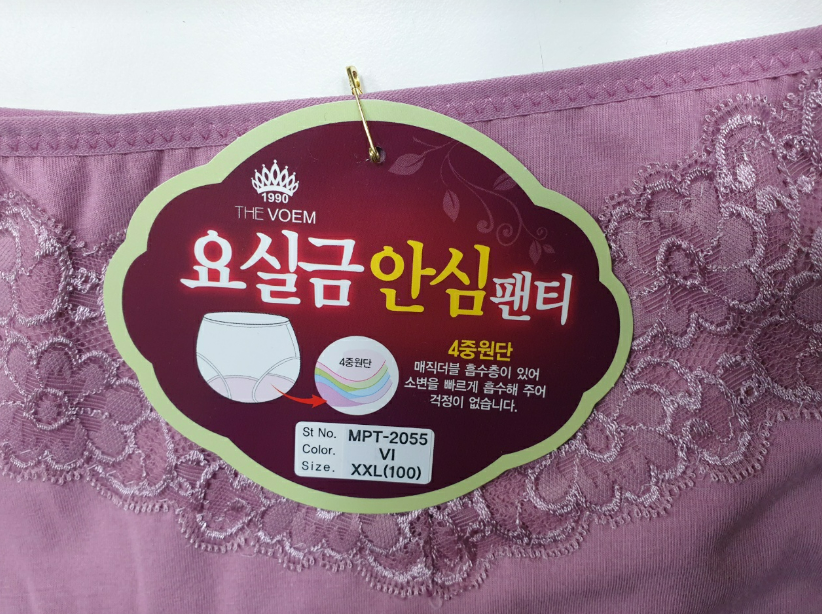 1990
THE VOEM
요실금 안심 팬티
4중원단
4중원단
매직더블 흡수층이 있어
소변을 빠르게 흡수해 주어
걱정이 없습니다.
St No. MPT-2055
Color. VI
Size. XXL(100)